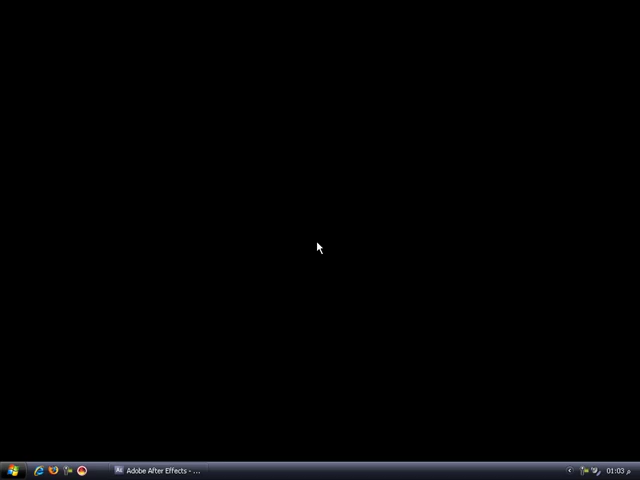 Adobe After Effects - ...
01:03 م